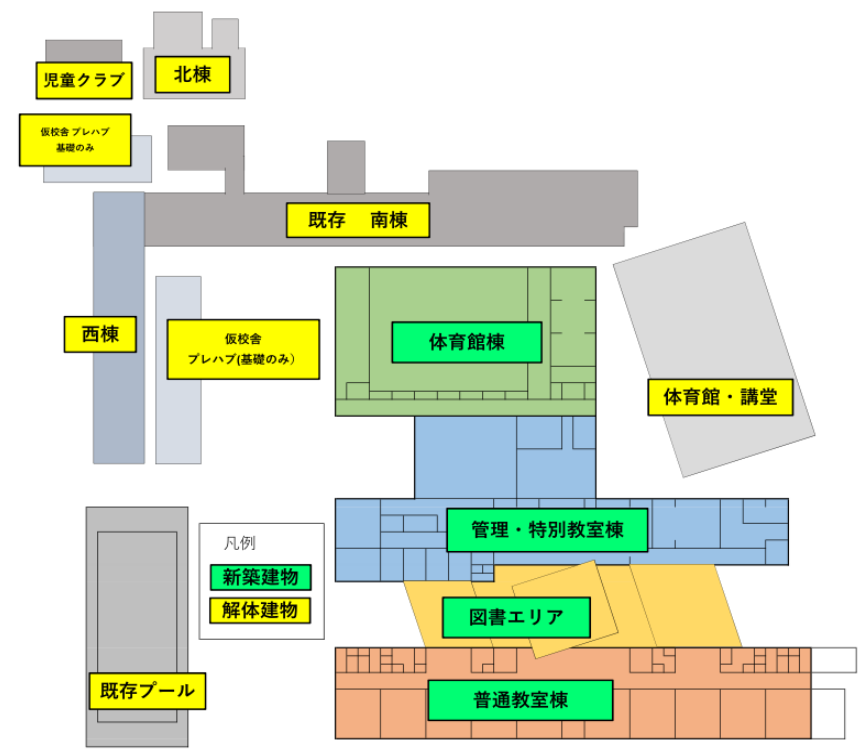 児童クラブ
北棟
仮校舎 プレハブ
基礎のみ
既存　南棟
西棟
仮校舎
プレハブ(基礎のみ)
体育館棟
体育館・講堂
管理・特別教室棟
凡例
新築建物
解体建物
図書エリア
既存プール
普通教室棟